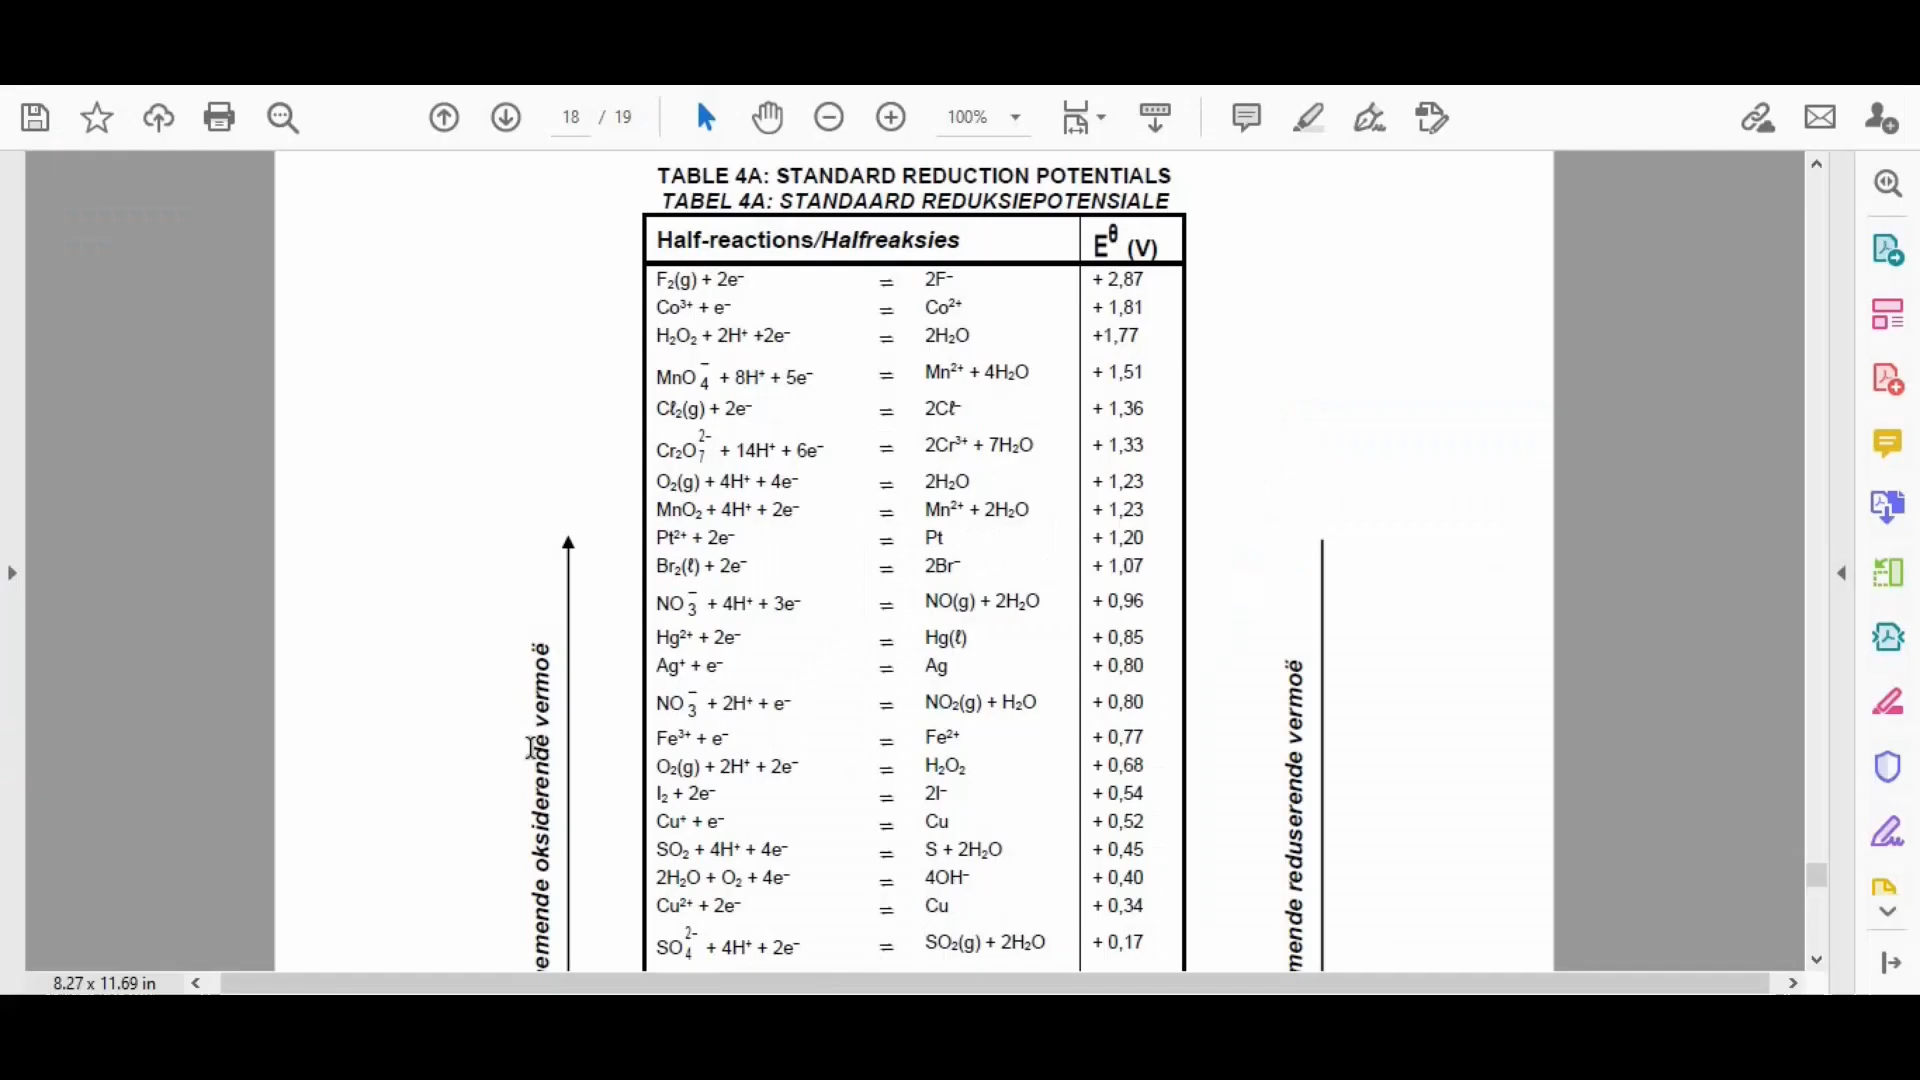 18 / 19
100%
TABLE 4A: STANDARD REDUCTION POTENTIALS
TABEL 4A: STANDAARD REDUKSIEPOTENSIALE
Half-reactions/Halfreaksies E^θ (V)
F₂(g) + 2e⁻ ⇌ 2F⁻ + 2,87
Co³⁺ + e⁻ ⇌ Co²⁺ + 1,81
H₂O₂ + 2H⁺ +2e⁻ ⇌ 2H₂O +1,77
MnO₄⁻ + 8H⁺ + 5e⁻ ⇌ Mn²⁺ + 4H₂O + 1,51
Cℓ₂(g) + 2e⁻ ⇌ 2Cℓ⁻ + 1,36
Cr₂O₇²⁻ + 14H⁺ + 6e⁻ ⇌ 2Cr³⁺ + 7H₂O + 1,33
O₂(g) + 4H⁺ + 4e⁻ ⇌ 2H₂O + 1,23
MnO₂ + 4H⁺ + 2e⁻ ⇌ Mn²⁺ + 2H₂O + 1,23
Pt²⁺ + 2e⁻ ⇌ Pt + 1,20
Br₂(ℓ) + 2e⁻ ⇌ 2Br⁻ + 1,07
NO₃⁻ + 4H⁺ + 3e⁻ ⇌ NO(g) + 2H₂O + 0,96
Hg²⁺ + 2e⁻ ⇌ Hg(ℓ) + 0,85
Ag⁺ + e⁻ ⇌ Ag + 0,80
NO₃⁻ + 2H⁺ + e⁻ ⇌ NO₂(g) + H₂O + 0,80
Fe³⁺ + e⁻ ⇌ Fe²⁺ + 0,77
O₂(g) + 2H⁺ + 2e⁻ ⇌ H₂O₂ + 0,68
I₂ + 2e⁻ ⇌ 2I⁻ + 0,54
Cu⁺ + e⁻ ⇌ Cu + 0,52
SO₂ + 4H⁺ + 4e⁻ ⇌ S + 2H₂O + 0,45
2H₂O + O₂ + 4e⁻ ⇌ 4OH⁻ + 0,40
Cu²⁺ + 2e⁻ ⇌ Cu + 0,34
SO₄²⁻ + 4H⁺ + 2e⁻ ⇌ SO₂(g) + 2H₂O + 0,17
emende oksiderende vermoë
mende reduserende vermoë
8.27 x 11.69 in